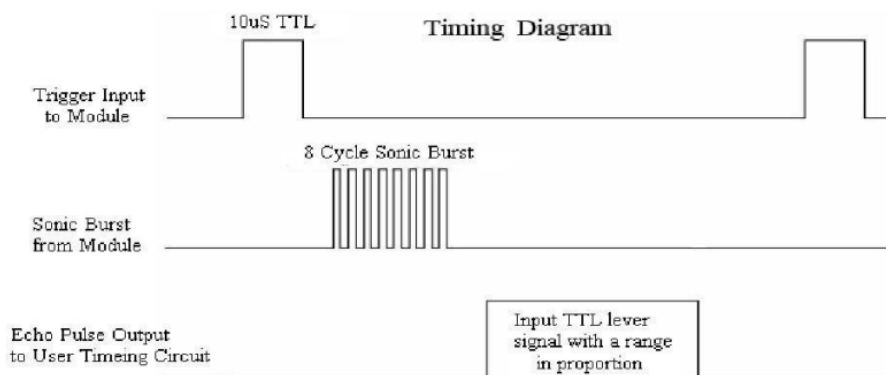 10uS TTL
Timing Diagram
Trigger Input
to Module
8 Cycle Sonic Burst
Sonic Burst
from Module
Echo Pulse Output
to User Timeing Circuit
Input TTL lever
signal with a range
in proportion